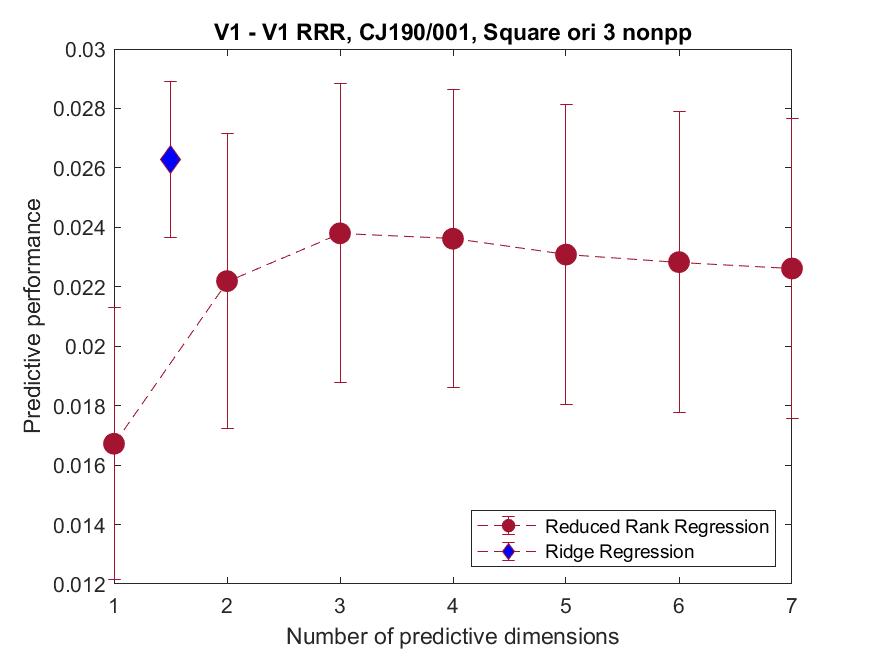 V1 - V1 RRR, CJ190/001, Square ori 3 nonpp
0.03
0.028
0.026
0.024
0.022
0.02
0.018
0.016
0.014
0.012
Predictive performance
1 2 3 4 5 6 7
Number of predictive dimensions
Reduced Rank Regression
Ridge Regression